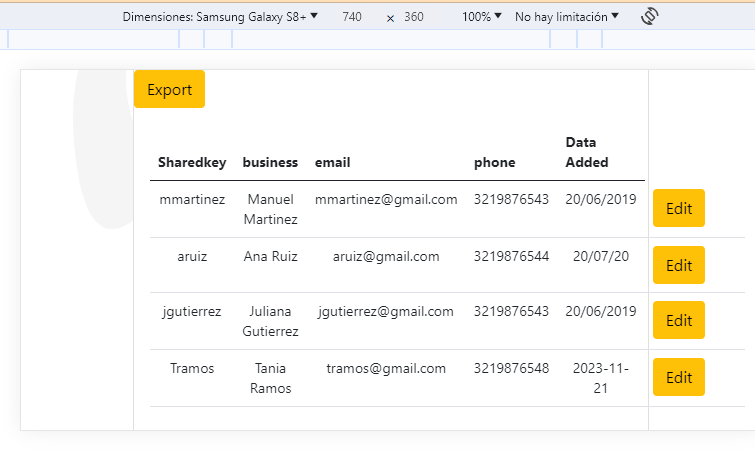 Dimensiones: Samsung Galaxy S8+ 740 x 360 100% No hay limitación
Export
Sharedkey business email phone Data Added
mmartinez Manuel Martinez mmartinez@gmail.com 3219876543 20/06/2019 Edit
aruiz Ana Ruiz aruiz@gmail.com 3219876544 20/07/20 Edit
jgutierrez Juliana Gutierrez jgutierrez@gmail.com 3219876543 20/06/2019 Edit
Tramos Tania Ramos tramos@gmail.com 3219876548 2023-11-21 Edit